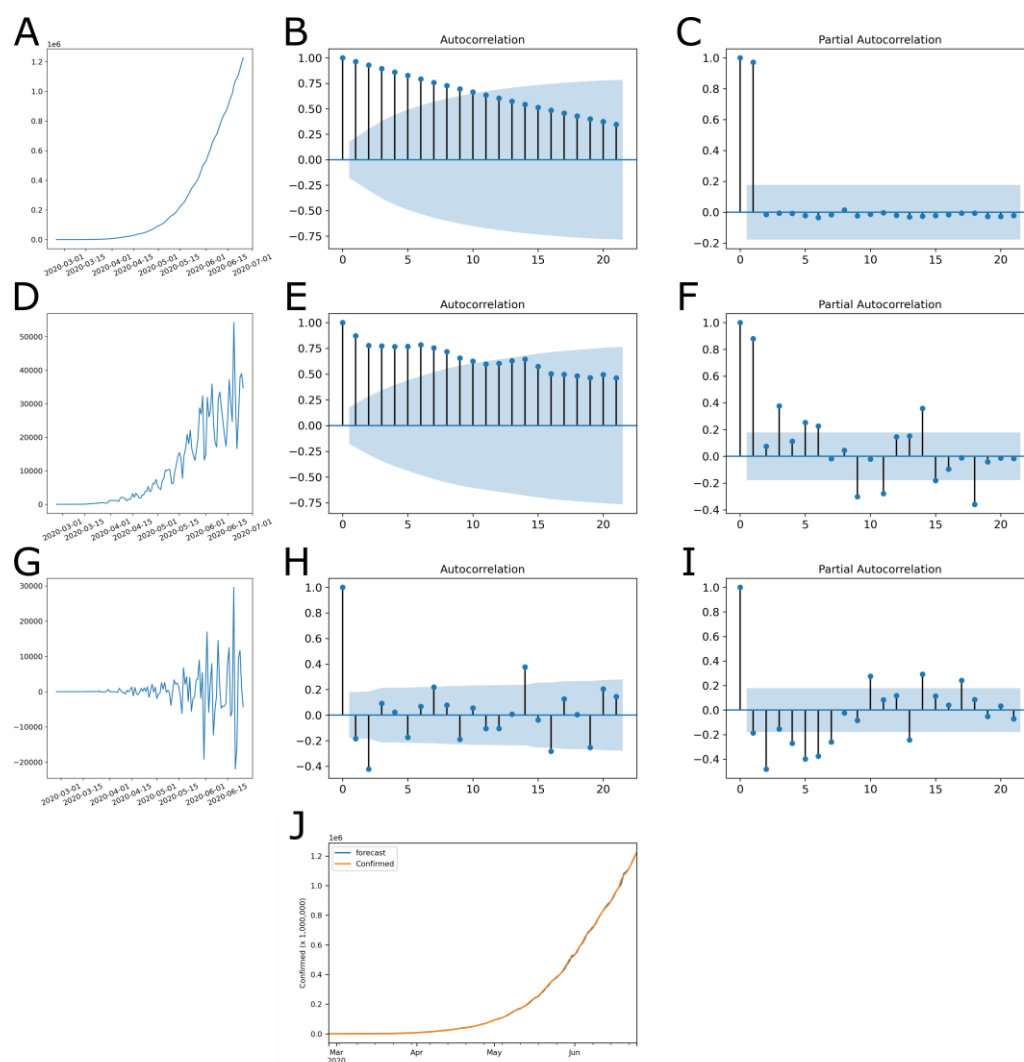 A
1e6
1.2
1.0
0.8
0.6
0.4
0.2
0.0
2020-03-01 2020-03-15 2020-04-01 2020-04-15 2020-05-01 2020-05-15 2020-06-01 2020-06-15 2020-07-01
B
Autocorrelation
1.00
0.75
0.50
0.25
0.00
−0.25
−0.50
−0.75
0 5 10 15 20
C
Partial Autocorrelation
1.0
0.8
0.6
0.4
0.2
0.0
−0.2
0 5 10 15 20
D
50000
40000
30000
20000
10000
0
2020-03-01 2020-03-15 2020-04-01 2020-04-15 2020-05-01 2020-05-15 2020-06-01 2020-06-15 2020-07-01
E
Autocorrelation
1.00
0.75
0.50
0.25
0.00
−0.25
−0.50
−0.75
0 5 10 15 20
F
Partial Autocorrelation
1.0
0.8
0.6
0.4
0.2
0.0
−0.2
−0.4
0 5 10 15 20
G
30000
20000
10000
0
−10000
−20000
2020-03-01 2020-03-15 2020-04-01 2020-04-15 2020-05-01 2020-05-15 2020-06-01 2020-06-15
H
Autocorrelation
1.0
0.8
0.6
0.4
0.2
0.0
−0.2
−0.4
0 5 10 15 20
I
Partial Autocorrelation
1.0
0.8
0.6
0.4
0.2
0.0
−0.2
−0.4
0 5 10 15 20
J
1e6
forecast
Confirmed
Confirmed (x 1,000,000)
1.2
1.0
0.8
0.6
0.4
0.2
0.0
Mar Apr May Jun
2020